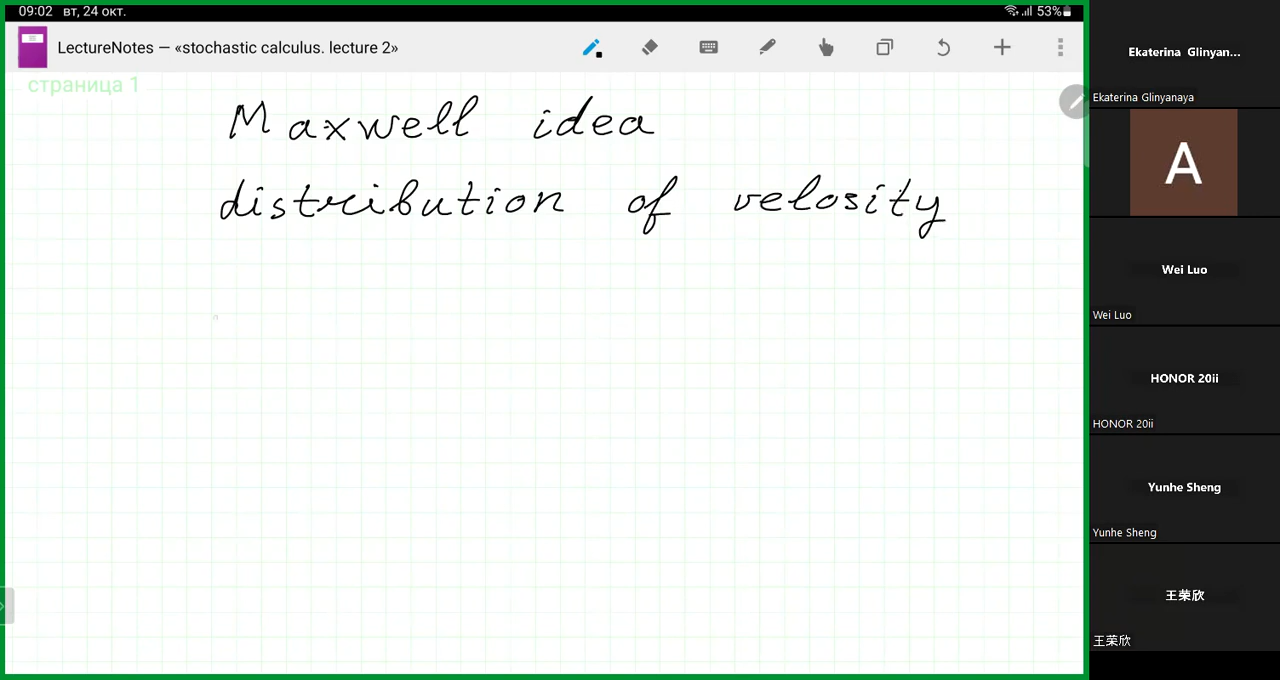 09:02 вт, 24 окт. 53%
LectureNotes — «stochastic calculus. lecture 2»
страница 1
Maxwell idea
distribution of velosity
Ekaterina Glinyan...
Ekaterina Glinyanaya
A
Wei Luo
Wei Luo
HONOR 20ii
HONOR 20ii
Yunhe Sheng
Yunhe Sheng
王荣欣
王荣欣